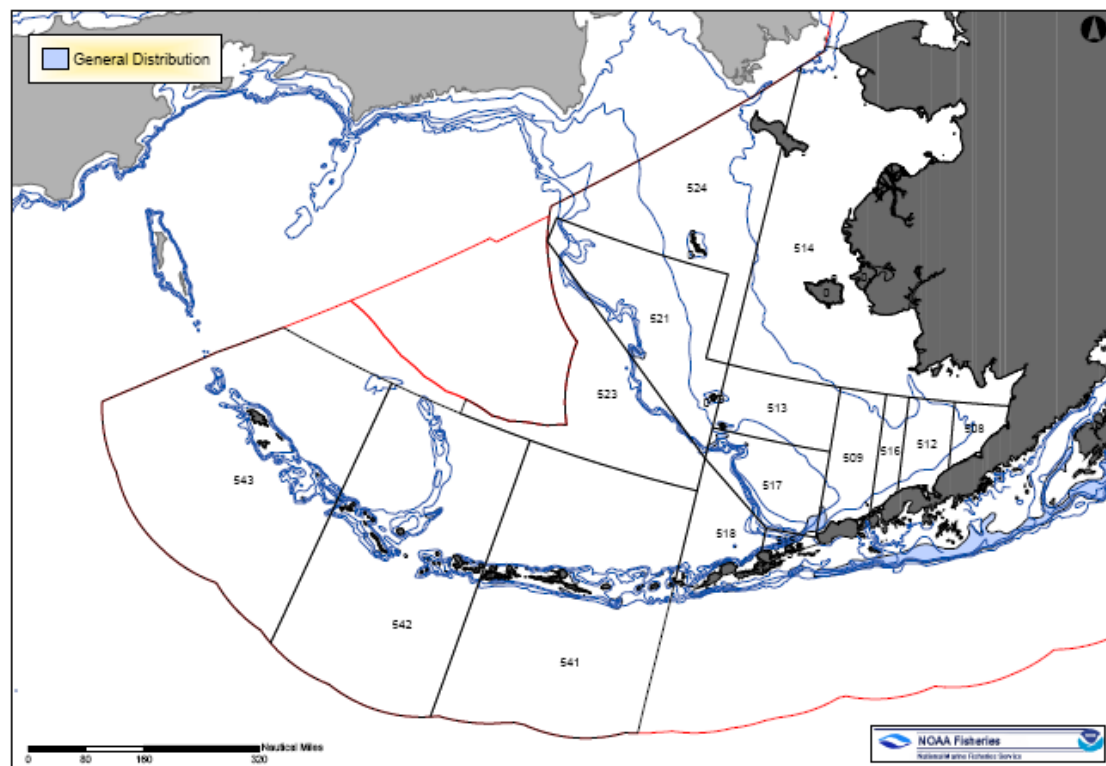 General Distribution
524
514
521
523
513
508
512
516
509
517
518
543
542
541
Nautical Miles
0 80 160 320
NOAA Fisheries
National Marine Fisheries Service